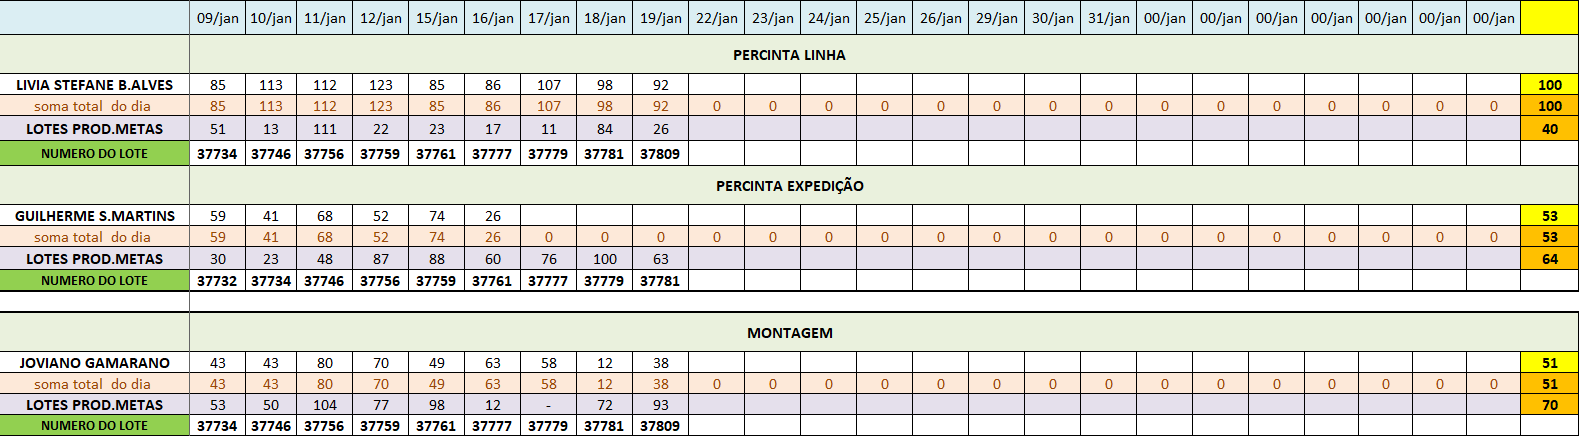 09/jan 10/jan 11/jan 12/jan 15/jan 16/jan 17/jan 18/jan 19/jan 22/jan 23/jan 24/jan 25/jan 26/jan 29/jan 30/jan 31/jan 00/jan 00/jan 00/jan 00/jan 00/jan 00/jan 00/jan
PERCINTA LINHA
LIVIA STEFANE B.ALVES 85 113 112 123 85 86 107 98 92 100
soma total do dia 85 113 112 123 85 86 107 98 92 0 0 0 0 0 0 0 0 0 0 0 0 0 0 0 100
LOTES PROD.METAS 51 13 111 22 23 17 11 84 26 40
NUMERO DO LOTE 37734 37746 37756 37759 37761 37777 37779 37781 37809
PERCINTA EXPEDIÇÃO
GUILHERME S.MARTINS 59 41 68 52 74 26 53
soma total do dia 59 41 68 52 74 26 0 0 0 0 0 0 0 0 0 0 0 0 0 0 0 0 0 0 53
LOTES PROD.METAS 30 23 48 87 88 60 76 100 63 64
NUMERO DO LOTE 37732 37734 37746 37756 37759 37761 37777 37779 37781
MONTAGEM
JOVIANO GAMARANO 43 43 80 70 49 63 58 12 38 51
soma total do dia 43 43 80 70 49 63 58 12 38 0 0 0 0 0 0 0 0 0 0 0 0 0 0 0 51
LOTES PROD.METAS 53 50 104 77 98 12 - 72 93 70
NUMERO DO LOTE 37734 37746 37756 37759 37761 37777 37779 37781 37809